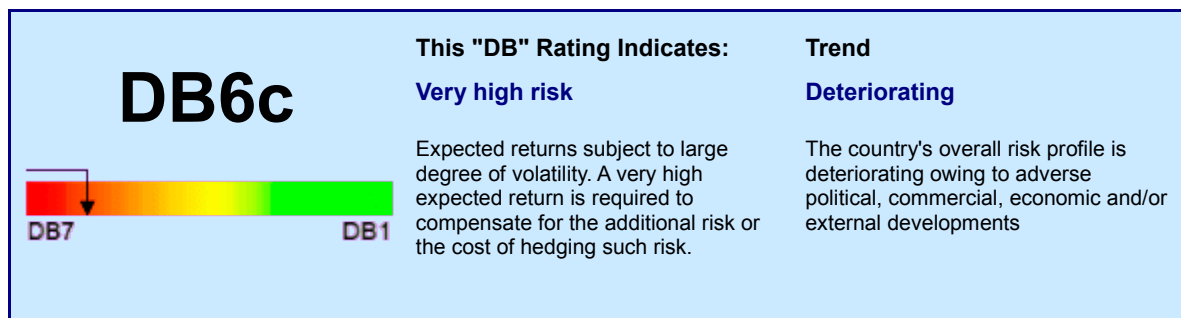 DB6c
DB7
DB1
This "DB" Rating Indicates:
Very high risk
Expected returns subject to large
degree of volatility. A very high
expected return is required to
compensate for the additional risk or
the cost of hedging such risk.
Trend
Deteriorating
The country's overall risk profile is
deteriorating owing to adverse
political, commercial, economic and/or
external developments